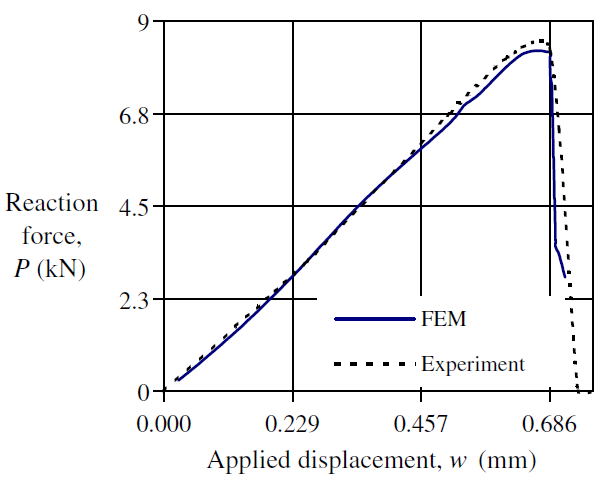 9
6.8
Reaction
4.5
force,
P (kN)
2.3
FEM
Experiment
0
0.000 0.229 0.457 0.686
Applied displacement, w (mm)